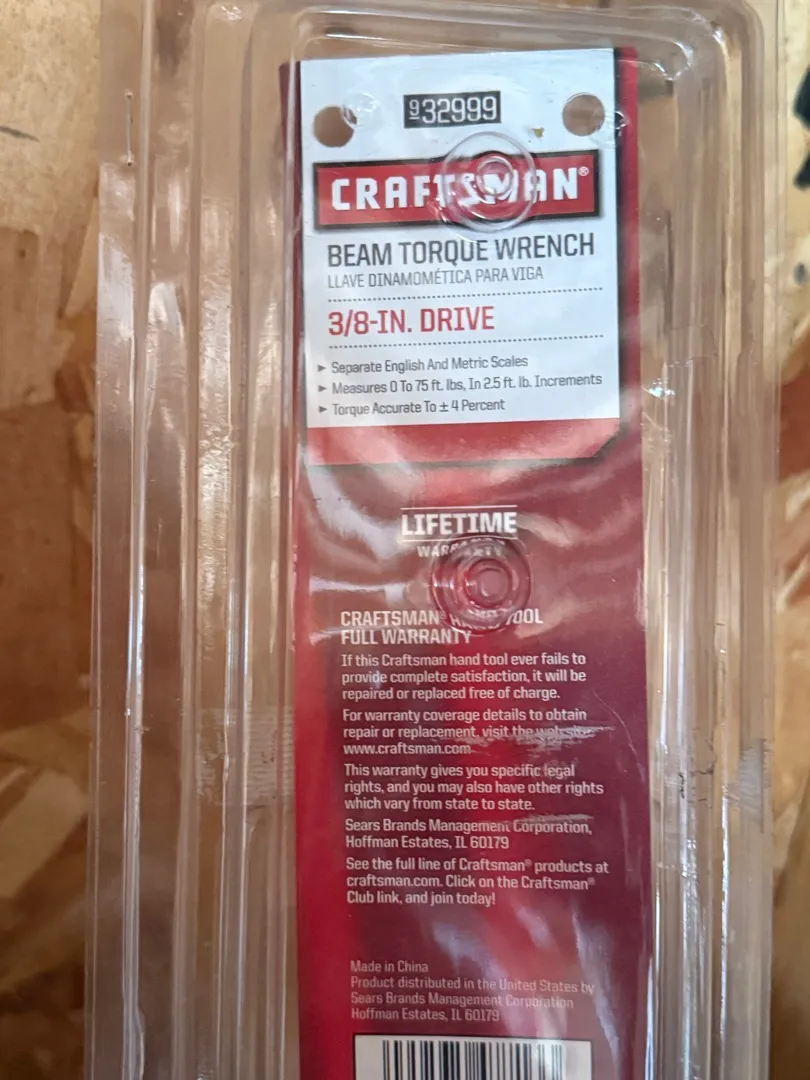 932999
CRAFTSMAN®
BEAM TORQUE WRENCH
LLAVE DINAMOMÉTICA PARA VIGA
3/8-IN. DRIVE
▶ Separate English And Metric Scales
▶ Measures 0 To 75 ft. lbs, In 2.5 ft. lb. Increments
▶ Torque Accurate To ± 4 Percent
LIFETIME
WARRANTY
CRAFTSMAN® HAND TOOL
FULL WARRANTY
If this Craftsman hand tool ever fails to
provide complete satisfaction, it will be
repaired or replaced free of charge.
For warranty coverage details to obtain
repair or replacement, visit the website
www.craftsman.com
This warranty gives you specific legal
rights, and you may also have other rights
which vary from state to state.
Sears Brands Management Corporation,
Hoffman Estates, IL 60179
See the full line of Craftsman® products at
craftsman.com. Click on the Craftsman®
Club link, and join today!
Made in China
Product distributed in the United States by
Sears Brands Management Corporation
Hoffman Estates, IL 60179